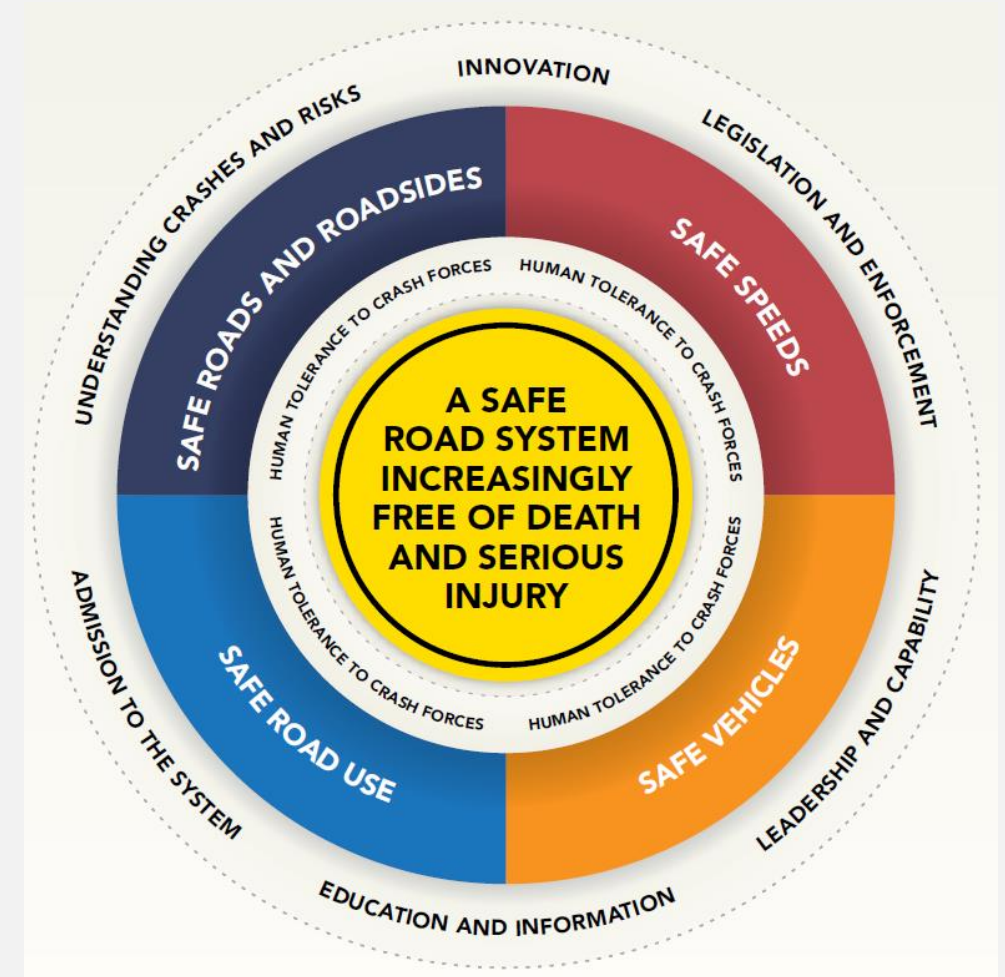 INNOVATION
UNDERSTANDING CRASHES AND RISKS
LEGISLATION AND ENFORCEMENT
SAFE ROADS AND ROADSIDES
SAFE SPEEDS
HUMAN TOLERANCE TO CRASH FORCES
HUMAN TOLERANCE TO CRASH FORCES
A SAFE
ROAD SYSTEM
INCREASINGLY
FREE OF DEATH
AND SERIOUS
INJURY
HUMAN TOLERANCE TO CRASH FORCES
HUMAN TOLERANCE TO CRASH FORCES
SAFE ROAD USE
SAFE VEHICLES
ADMISSION TO THE SYSTEM
LEADERSHIP AND CAPABILITY
EDUCATION AND INFORMATION